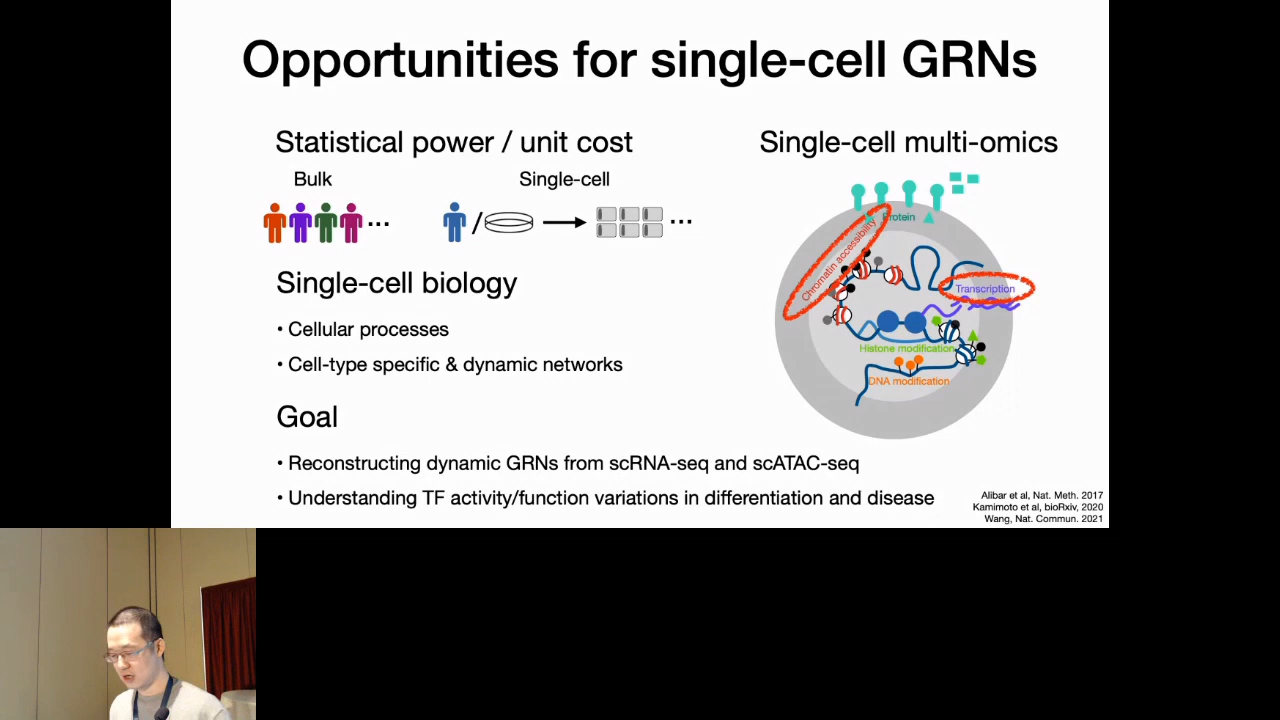 Opportunities for single-cell GRNs
Statistical power / unit cost
Bulk
Single-cell
...
/
...
Single-cell biology
• Cellular processes
• Cell-type specific & dynamic networks
Goal
• Reconstructing dynamic GRNs from scRNA-seq and scATAC-seq
• Understanding TF activity/function variations in differentiation and disease
Single-cell multi-omics
Protein
Chromatin accessibility
Transcription
Histone modification
DNA modification
Alibar et al, Nat. Meth. 2017
Kamimoto et al, bioRxiv, 2020
Wang, Nat. Commun. 2021